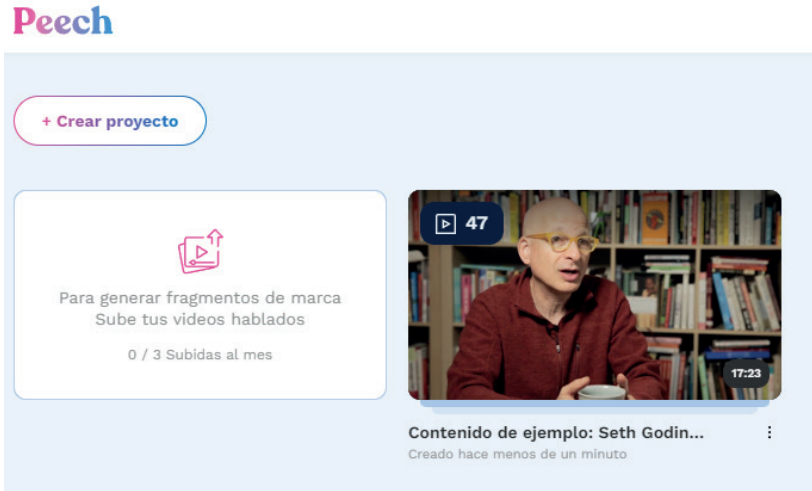 Peech
+ Crear proyecto
Para generar fragmentos de marca
Sube tus videos hablados
0 / 3 Subidas al mes
47
17:23
Contenido de ejemplo: Seth Godin...
Creado hace menos de un minuto